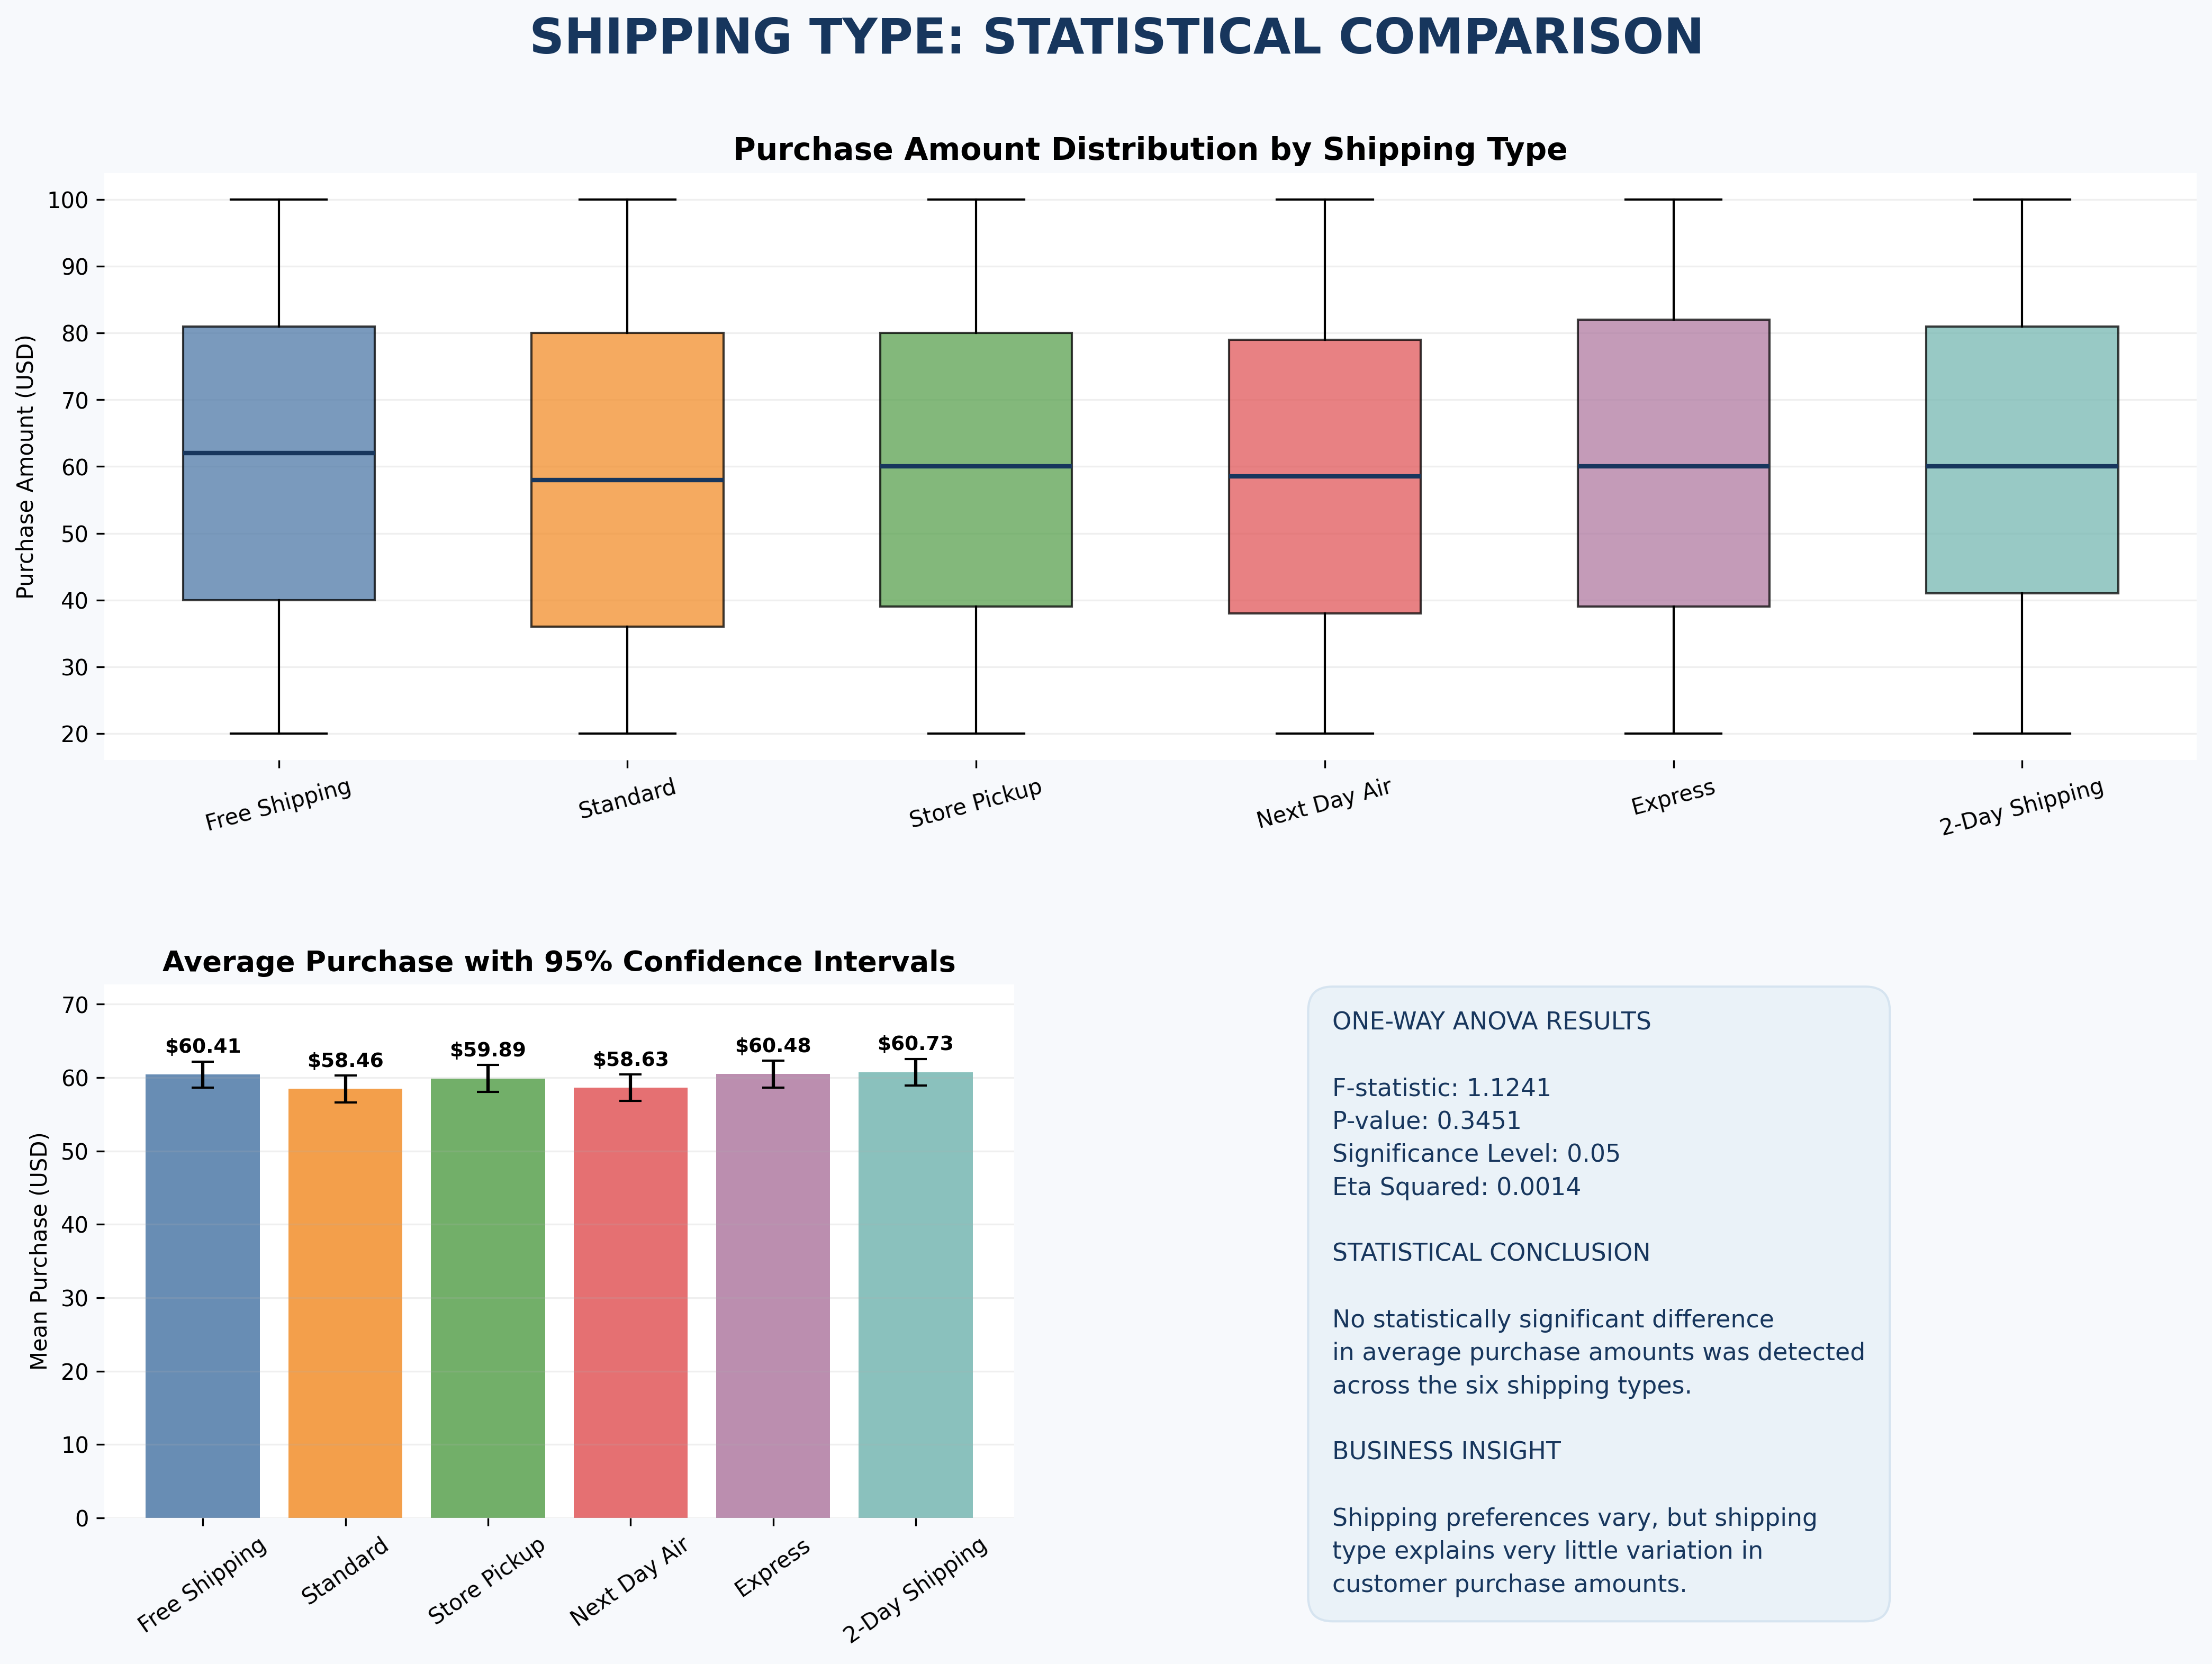 SHIPPING TYPE: STATISTICAL COMPARISON
Purchase Amount Distribution by Shipping Type
Purchase Amount (USD)
100
90
80
70
60
50
40
30
20
Free Shipping
Standard
Store Pickup
Next Day Air
Express
2-Day Shipping
Average Purchase with 95% Confidence Intervals
Mean Purchase (USD)
70
60
50
40
30
20
10
0
$60.41
$58.46
$59.89
$58.63
$60.48
$60.73
Free Shipping
Standard
Store Pickup
Next Day Air
Express
2-Day Shipping
ONE-WAY ANOVA RESULTS
F-statistic: 1.1241
P-value: 0.3451
Significance Level: 0.05
Eta Squared: 0.0014
STATISTICAL CONCLUSION
No statistically significant difference
in average purchase amounts was detected
across the six shipping types.
BUSINESS INSIGHT
Shipping preferences vary, but shipping
type explains very little variation in
customer purchase amounts.